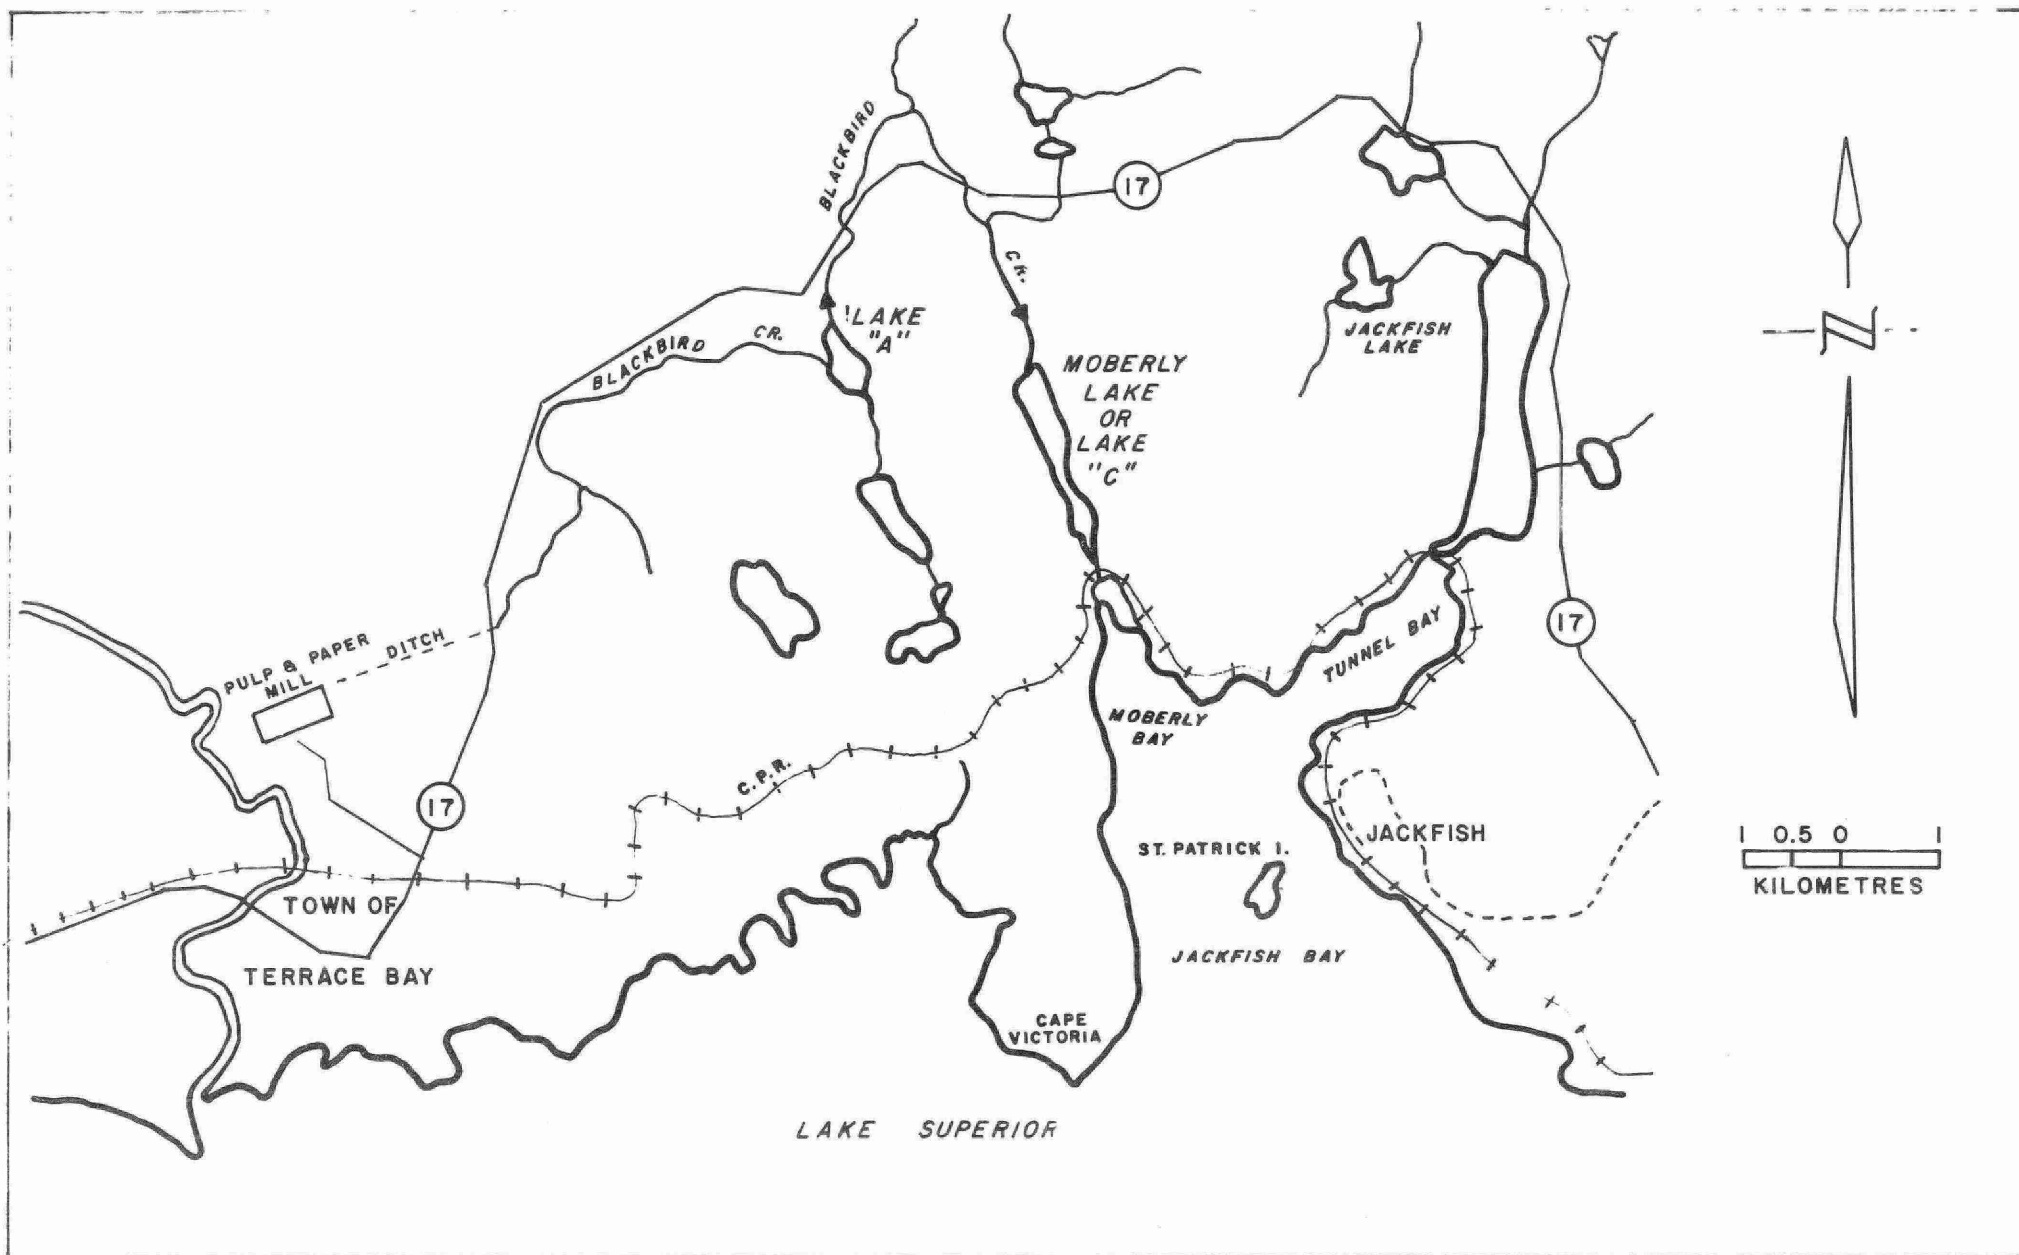 BLACKBIRD
CK.
17
!LAKE
"A"
BLACKBIRD CR.
MOBERLY
LAKE
OR
LAKE
"C"
JACKFISH
LAKE
N
PULP & PAPER
MILL
DITCH
TUNNEL BAY
17
MOBERLY
BAY
C.P.R.
17
ST. PATRICK I.
JACKFISH
1 0.5 0 1
KILOMETRES
TOWN OF
TERRACE BAY
JACKFISH BAY
CAPE
VICTORIA
LAKE SUPERIOR